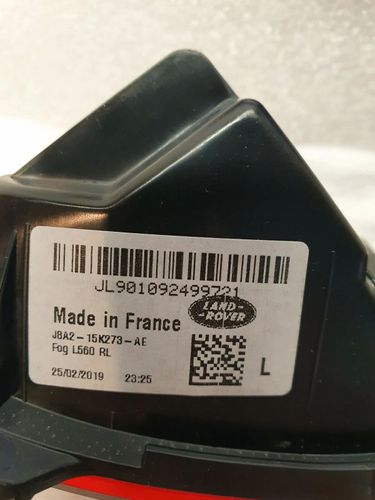 JL901092499721
Made in France
LAND-
-ROVER
J8A2-15K273-AE
Fog L560 RL
25/02/2019 23:25
L